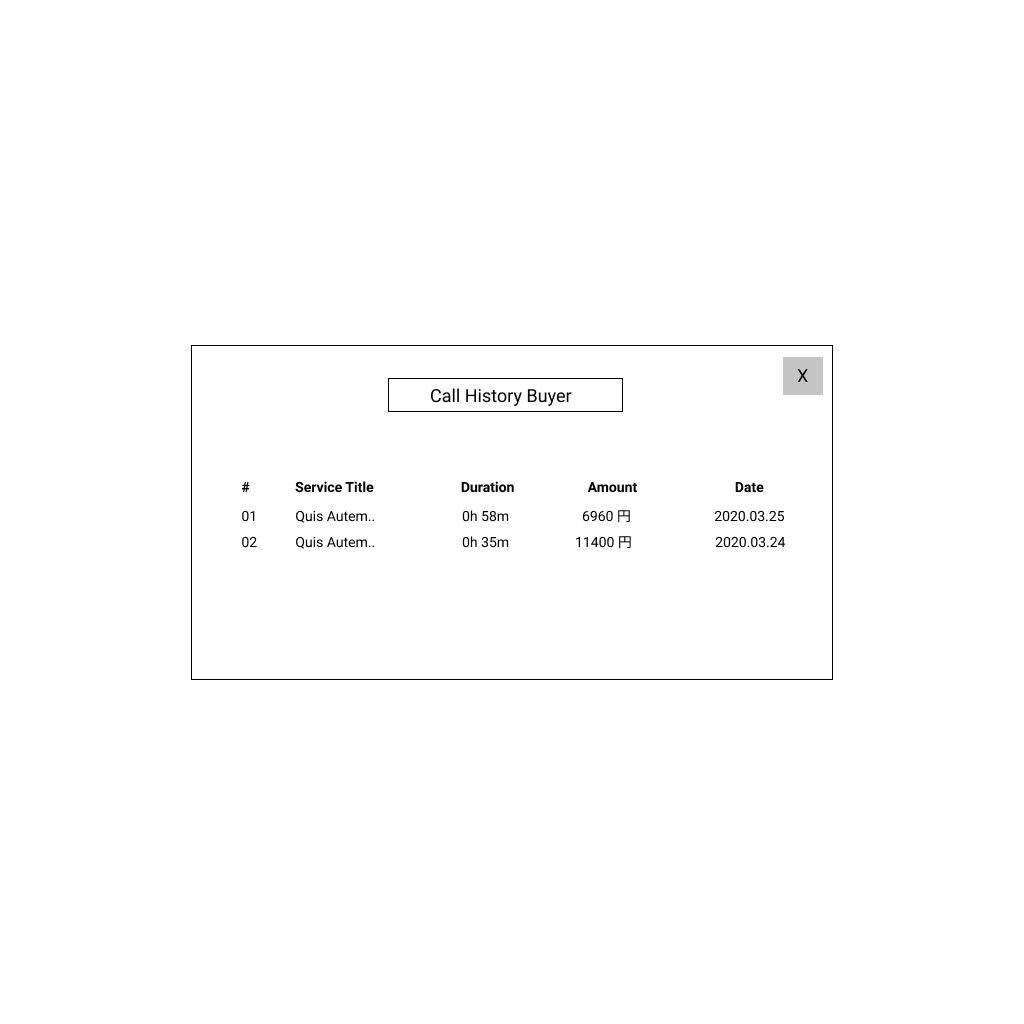 X
Call History Buyer
# Service Title Duration Amount Date
01 Quis Autem.. 0h 58m 6960 円 2020.03.25
02 Quis Autem.. 0h 35m 11400 円 2020.03.24